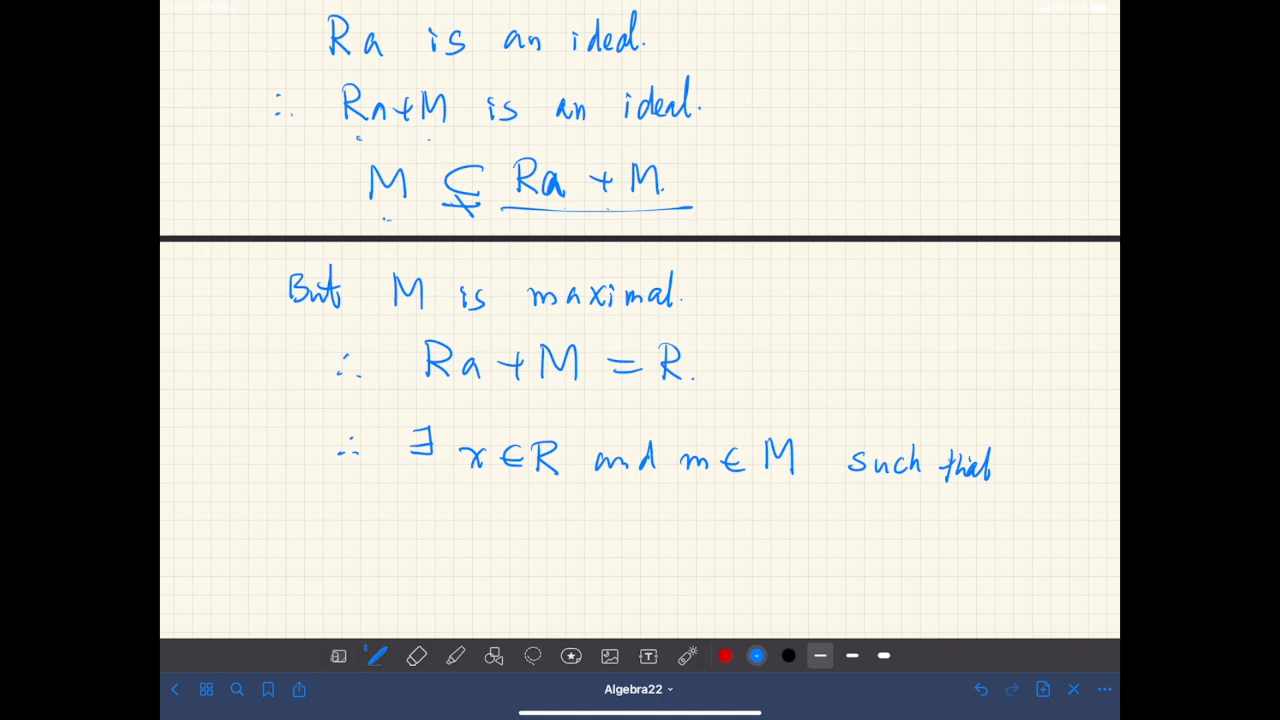 Ra is an ideal.
∴ Ra+M is an ideal.
M ⊊ Ra + M.
But M is maximal.
∴ Ra+M = R.
∴ ∃ x∈R and m∈M such that
Algebra22